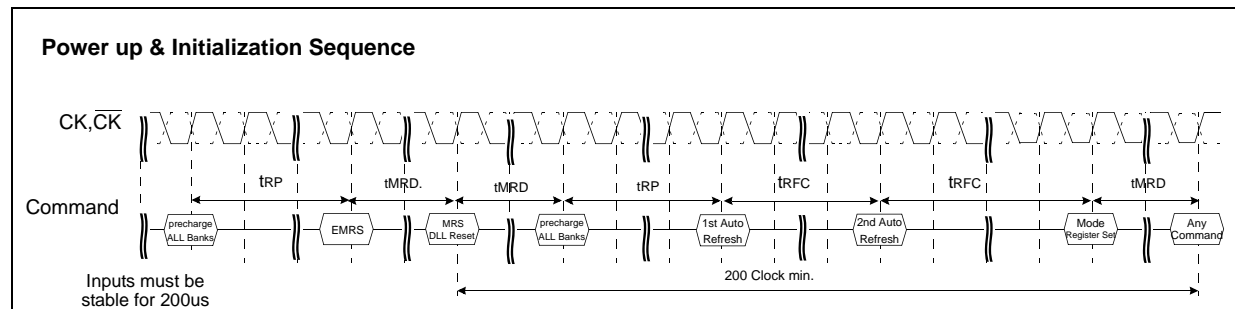 Power up & Initialization Sequence
CK,CK
tRP
tMRD.
tMRD
tRP
tRFC
tRFC
tMRD
Command
precharge
ALL Banks
EMRS
MRS
DLL Reset
precharge
ALL Banks
1st Auto
Refresh
2nd Auto
Refresh
Mode
Register Set
Any
Command
200 Clock min.
Inputs must be
stable for 200us